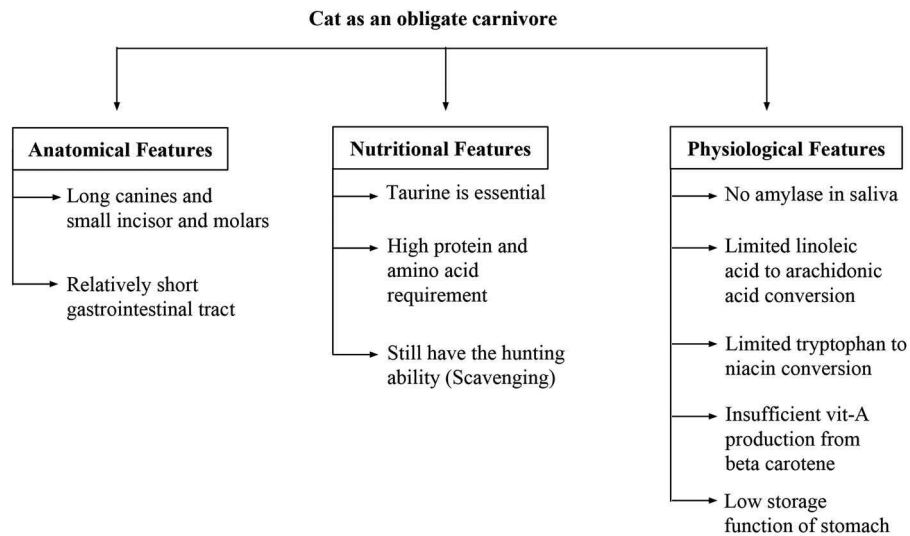 Cat as an obligate carnivore
Anatomical Features
Long canines and
small incisor and molars
Relatively short
gastrointestinal tract
Nutritional Features
Taurine is essential
High protein and
amino acid
requirement
Still have the hunting
ability (Scavenging)
Physiological Features
No amylase in saliva
Limited linoleic
acid to arachidonic
acid conversion
Limited tryptophan to
niacin conversion
Insufficient vit-A
production from
beta carotene
Low storage
function of stomach